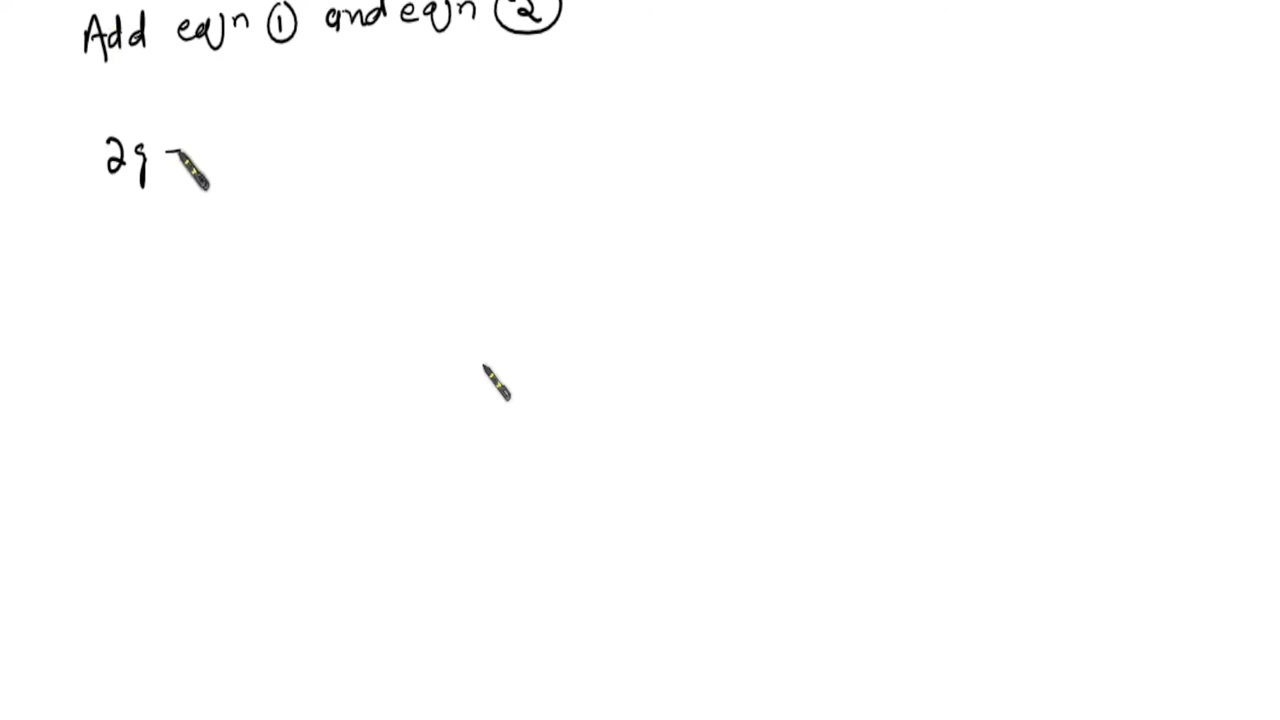 Add eqn ① and eqn ②
2q -